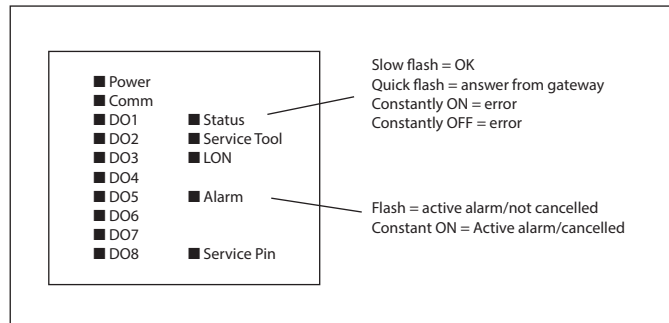 Power
Comm
DO1
DO2
DO3
DO4
DO5
DO6
DO7
DO8
Status
Service Tool
LON
Alarm
Service Pin
Slow flash = OK
Quick flash = answer from gateway
Constantly ON = error
Constantly OFF = error
Flash = active alarm/not cancelled
Constant ON = Active alarm/cancelled